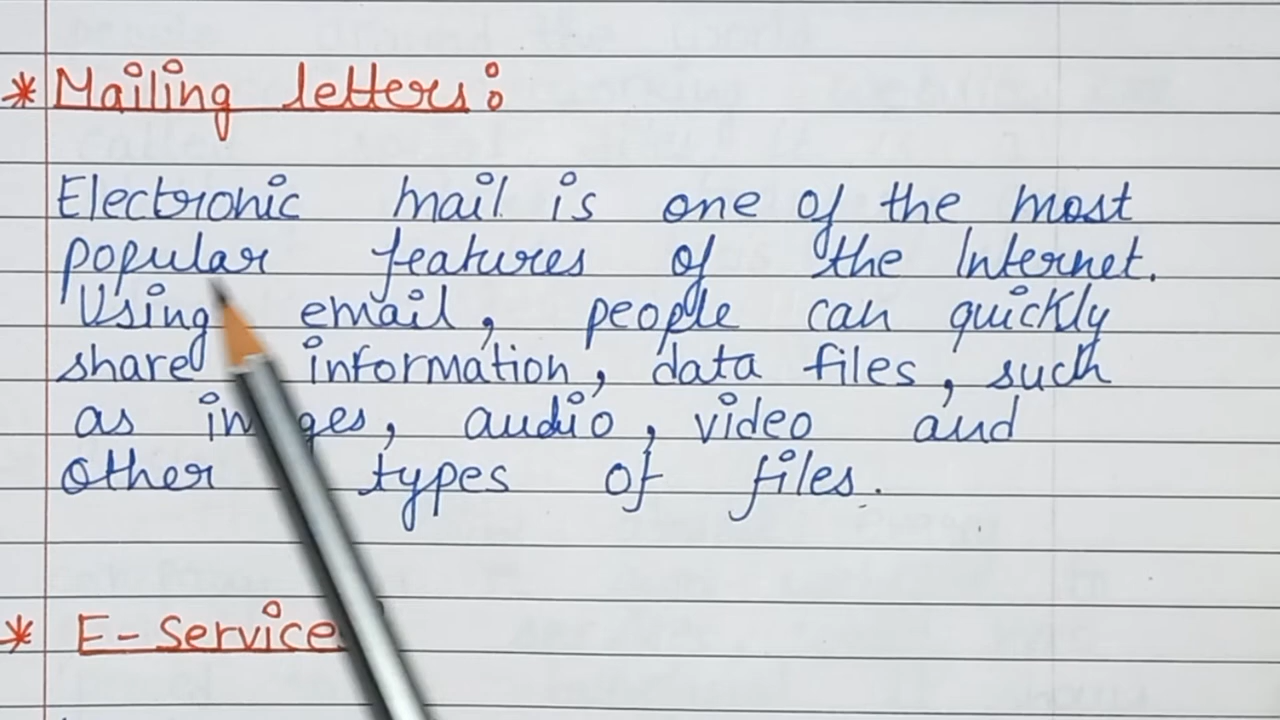 * Mailing letters:
Electronic mail is one of the most
popular features of the Internet.
Using email, people can quickly
share information, data files, such
as images, audio, video and
other types of files.
* E-Service